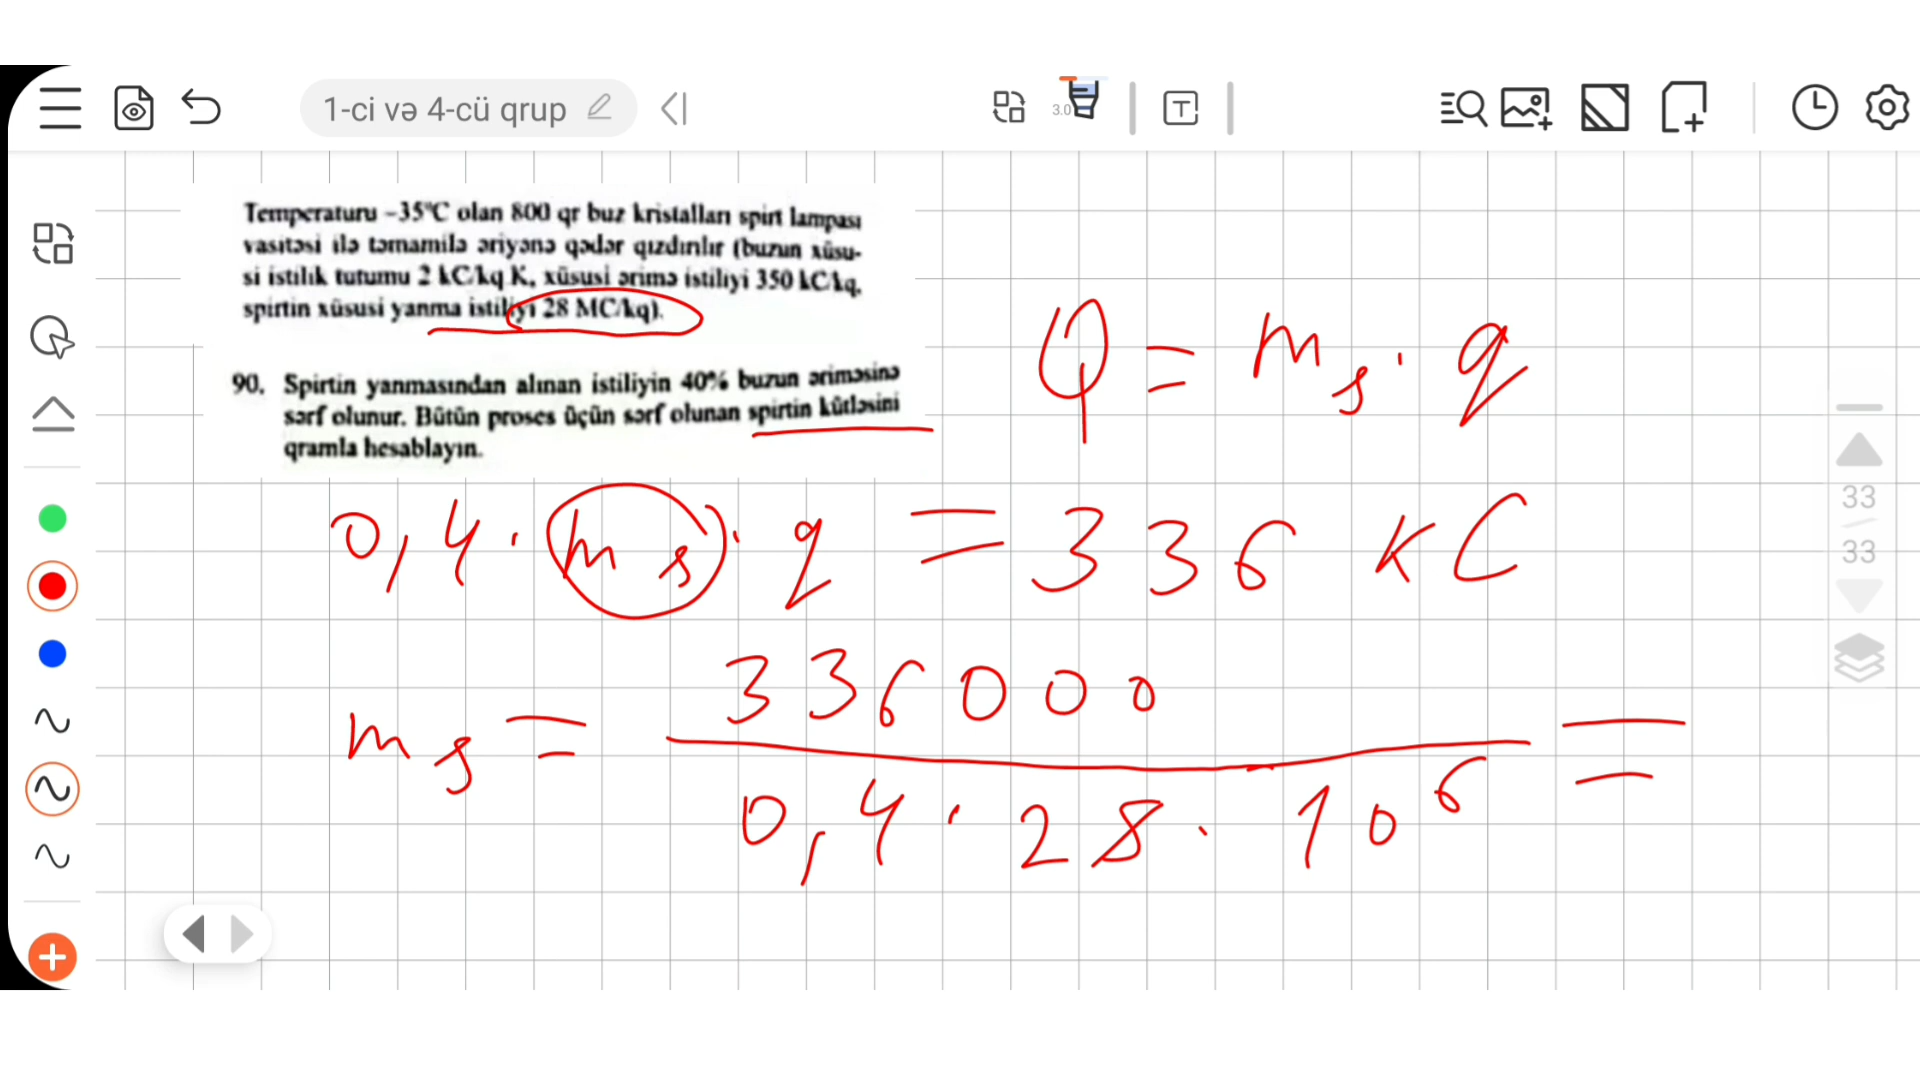 1-ci və 4-cü qrup
3.0
T
Temperaturu –35°C olan 800 qr buz kristalları spirt lampası
vasitəsi ilə tamamilə əriyənə qədər qızdırılır (buzun xüsu-
si istilik tutumu 2 kC/kq K, xüsusi ərimə istiliyi 350 kC/kq,
spirtin xüsusi yanma istiliyi 28 MC/kq).
90. Spirtin yanmasından alınan istiliyin 40% buzun əriməsinə
sərf olunur. Bütün proses üçün sərf olunan spirtin kütləsini
qramla hesablayın.
Q = m s · q
0,4 · m s · q = 336 kC
m s = 336000 / 0,4 · 28 · 10⁶ =
33
33